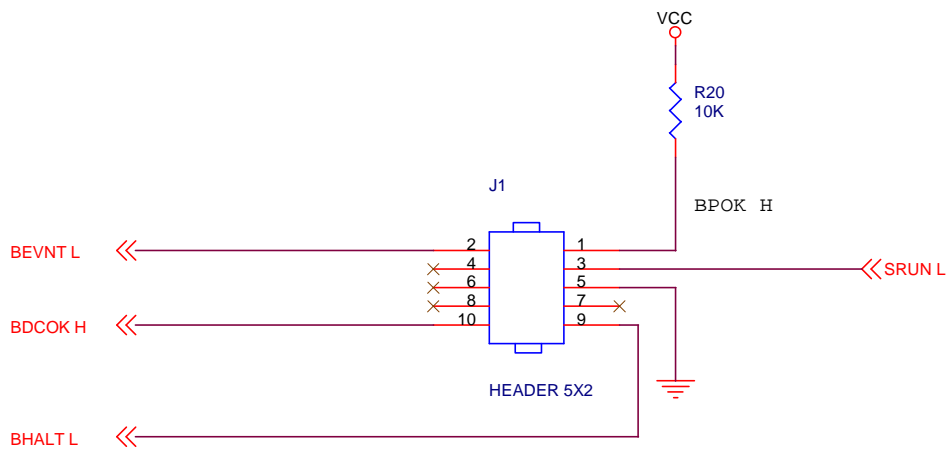 VCC
R20
10K
J1
BPOK H
BEVNT L
2 1
4 3
SRUN L
6 5
8 7
BDCOK H
10 9
HEADER 5X2
BHALT L